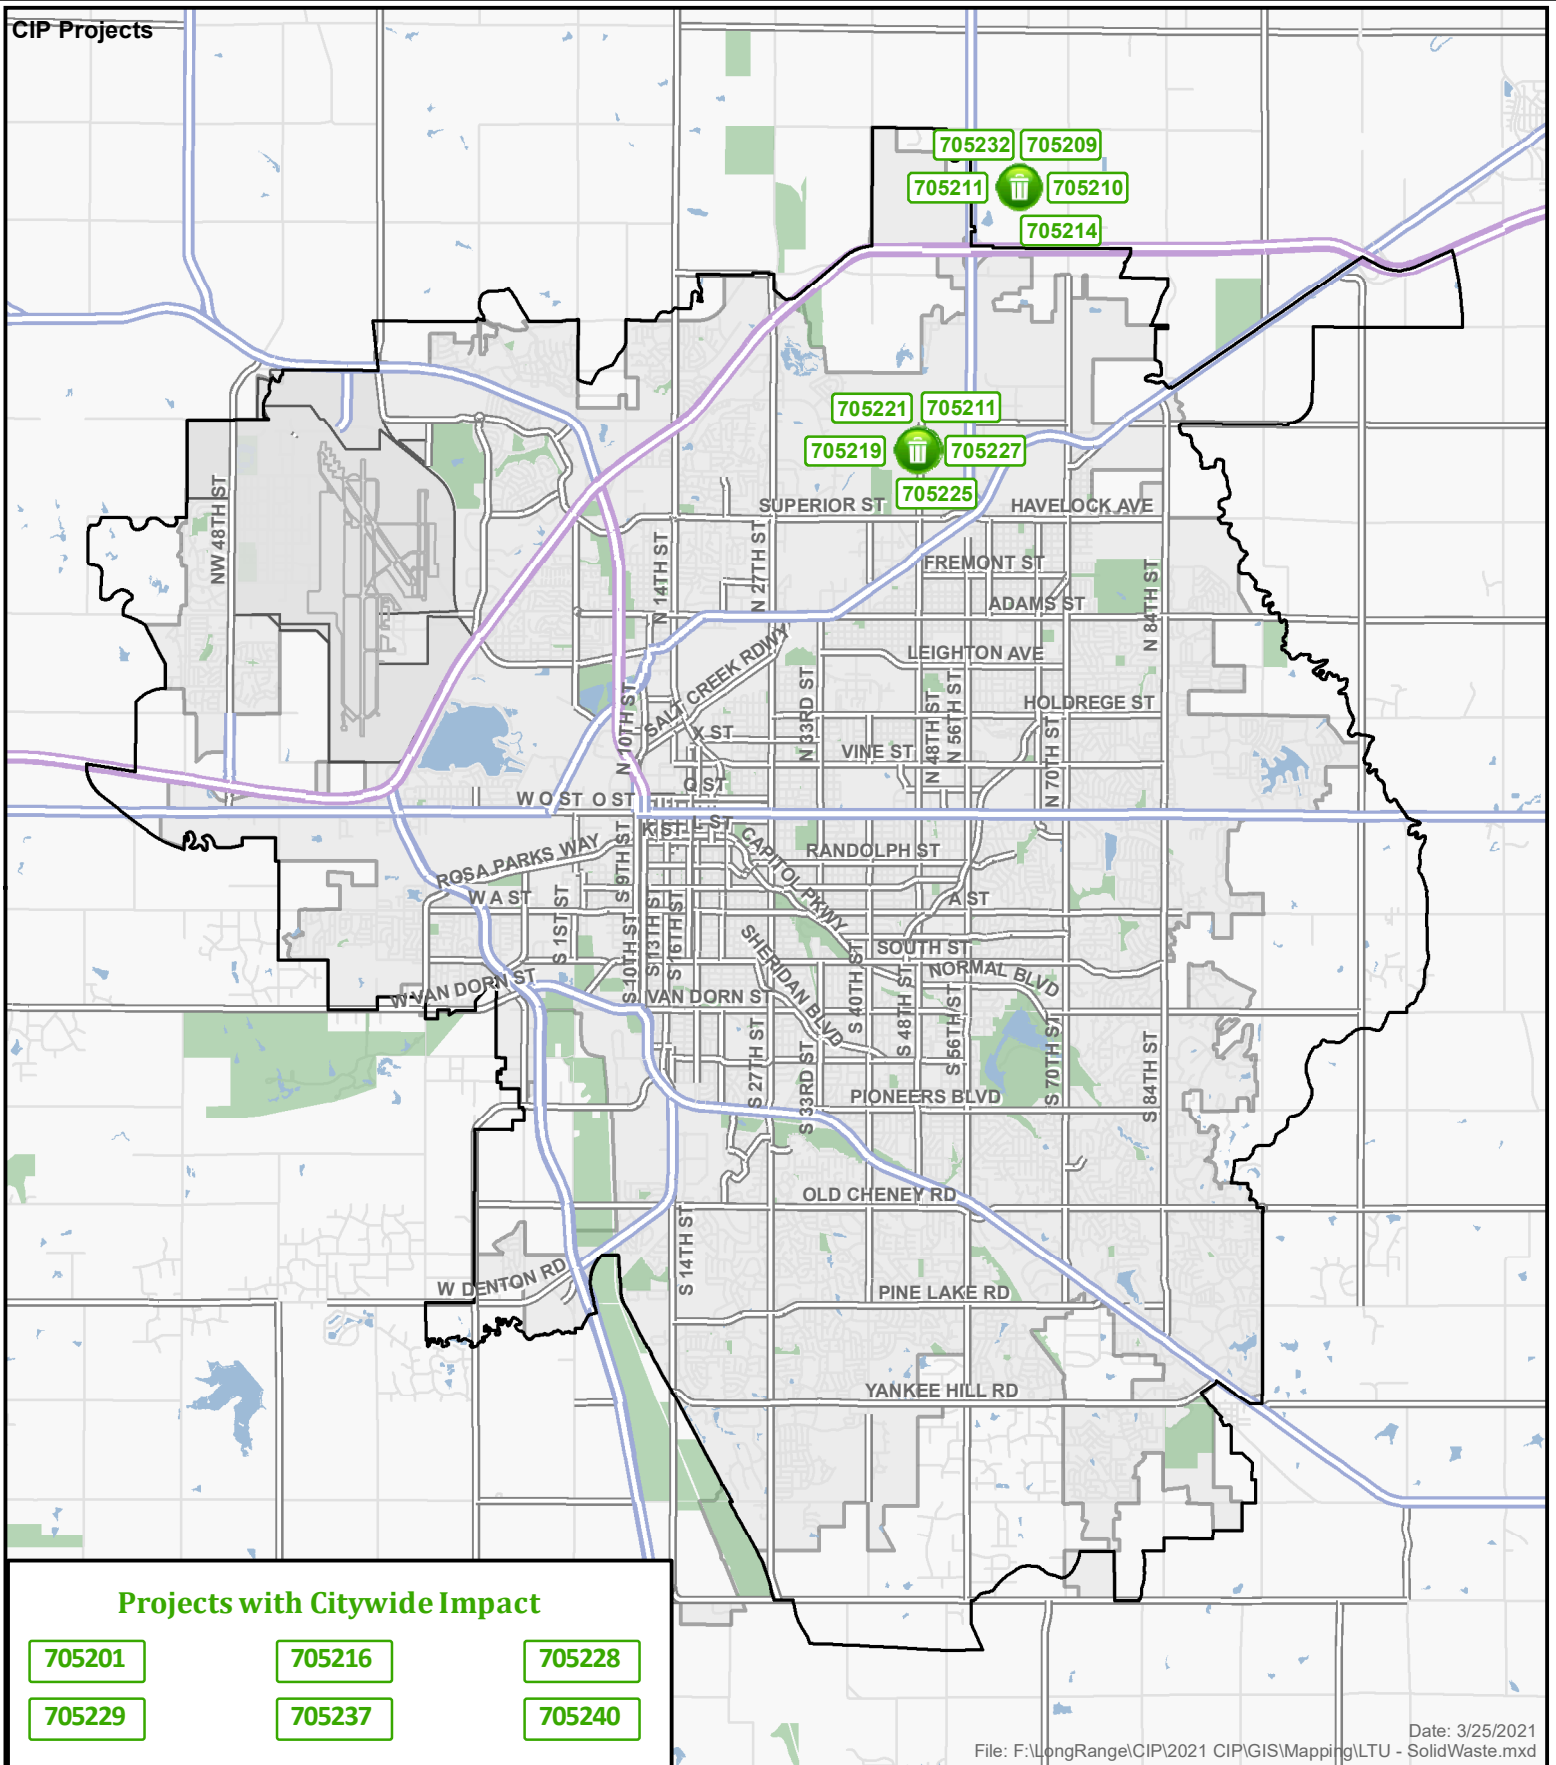 CIP Projects
705232
705209
705211
705210
705214
705221
705211
705219
705227
705225
SUPERIOR ST
HAVELOCK AVE
NW 48TH ST
N 14TH ST
N 27TH ST
FREMONT ST
ADAMS ST
N 84TH ST
LEIGHTON AVE
SALT CREEK RDWY
N 10TH ST
N 33RD ST
N 48TH ST
N 56TH ST
HOLDREGE ST
X ST
VINE ST
N 70TH ST
Q ST
W O ST
O ST
K ST
L ST
CAPITOL PKWY
RANDOLPH ST
ROSA PARKS WAY
S 9TH ST
W A ST
A ST
S 1ST ST
S 10TH ST
S 13TH ST
S 16TH ST
SHERIDAN BLVD
SOUTH ST
NORMAL BLVD
W VAN DORN ST
VAN DORN ST
S 40TH ST
S 48TH ST
S 56TH ST
S 27TH ST
S 33RD ST
S 70TH ST
S 84TH ST
PIONEERS BLVD
OLD CHENEY RD
S 14TH ST
W DENTON RD
PINE LAKE RD
YANKEE HILL RD
Projects with Citywide Impact
705201
705216
705228
705229
705237
705240
Date: 3/25/2021
File: F:\LongRange\CIP\2021 CIP\GIS\Mapping\LTU - SolidWaste.mxd